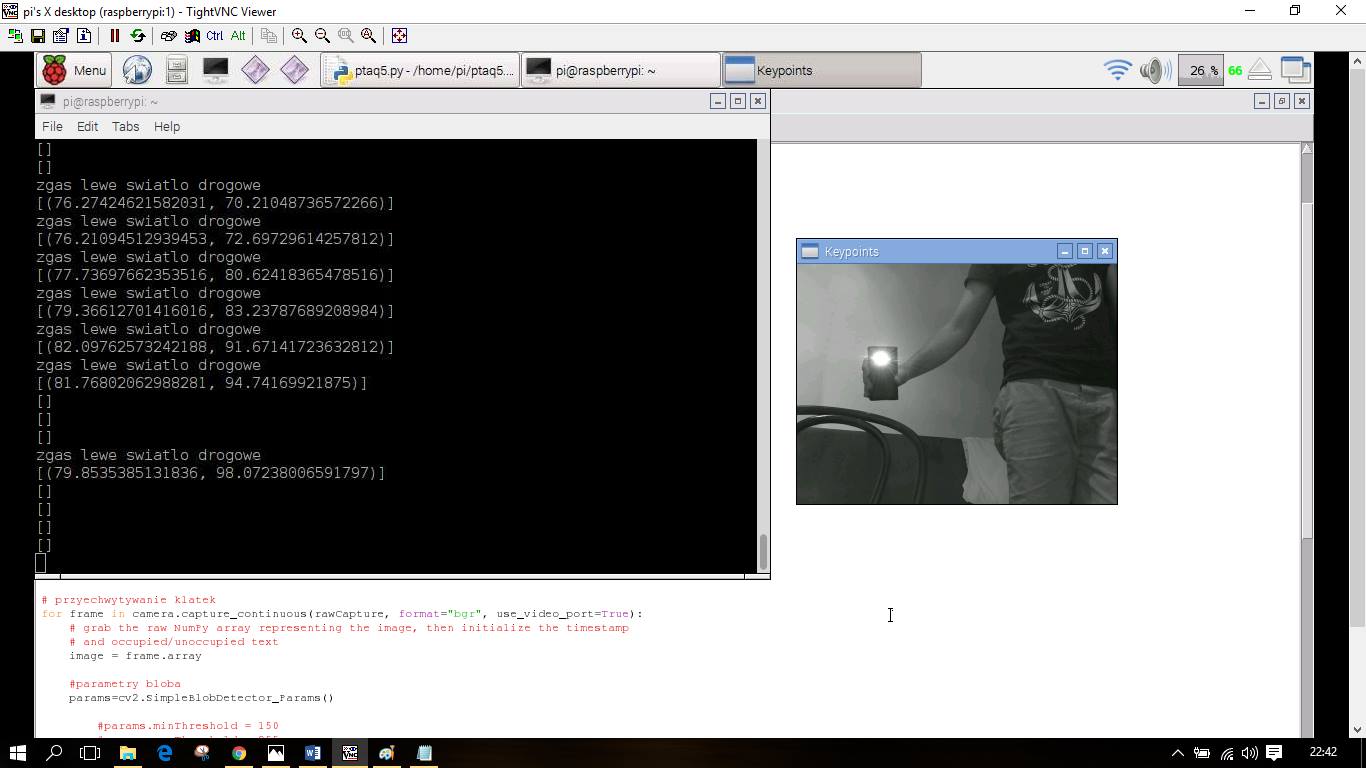 pi's X desktop (raspberrypi:1) - TightVNC Viewer
Ctrl Alt
Menu
ptaq5.py - /home/pi/ptaq5....
pi@raspberrypi: ~
Keypoints
26 %
66
pi@raspberrypi: ~
File Edit Tabs Help
[]
[]
zgas lewe swiatlo drogowe
[(76.27424621582031, 70.21048736572266)]
zgas lewe swiatlo drogowe
[(76.21094512939453, 72.69729614257812)]
zgas lewe swiatlo drogowe
[(77.73697662353516, 80.62418365478516)]
zgas lewe swiatlo drogowe
[(79.36612701416016, 83.23787689208984)]
zgas lewe swiatlo drogowe
[(82.09762573242188, 91.67141723632812)]
zgas lewe swiatlo drogowe
[(81.76802062988281, 94.74169921875)]
[]
[]
[]
zgas lewe swiatlo drogowe
[(79.8535385131836, 98.07238006591797)]
[]
[]
[]
[]
Keypoints
# przyechwytywanie klatek
for frame in camera.capture_continuous(rawCapture, format="bgr", use_video_port=True):
# grab the raw NumPy array representing the image, then initialize the timestamp
# and occupied/unoccupied text
image = frame.array
#parametry bloba
params=cv2.SimpleBlobDetector_Params()
#params.minThreshold = 150
22:42